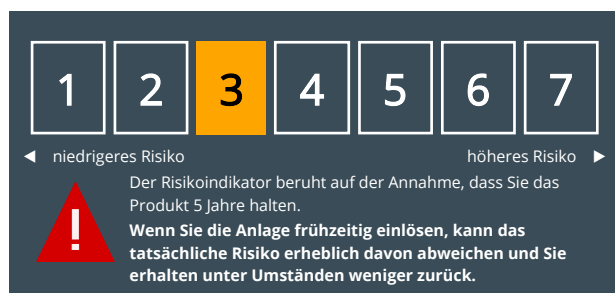 1 2 3 4 5 6 7
niedrigeres Risiko höheres Risiko
Der Risikoindikator beruht auf der Annahme, dass Sie das
Produkt 5 Jahre halten.
Wenn Sie die Anlage frühzeitig einlösen, kann das
tatsächliche Risiko erheblich davon abweichen und Sie
erhalten unter Umständen weniger zurück.
!